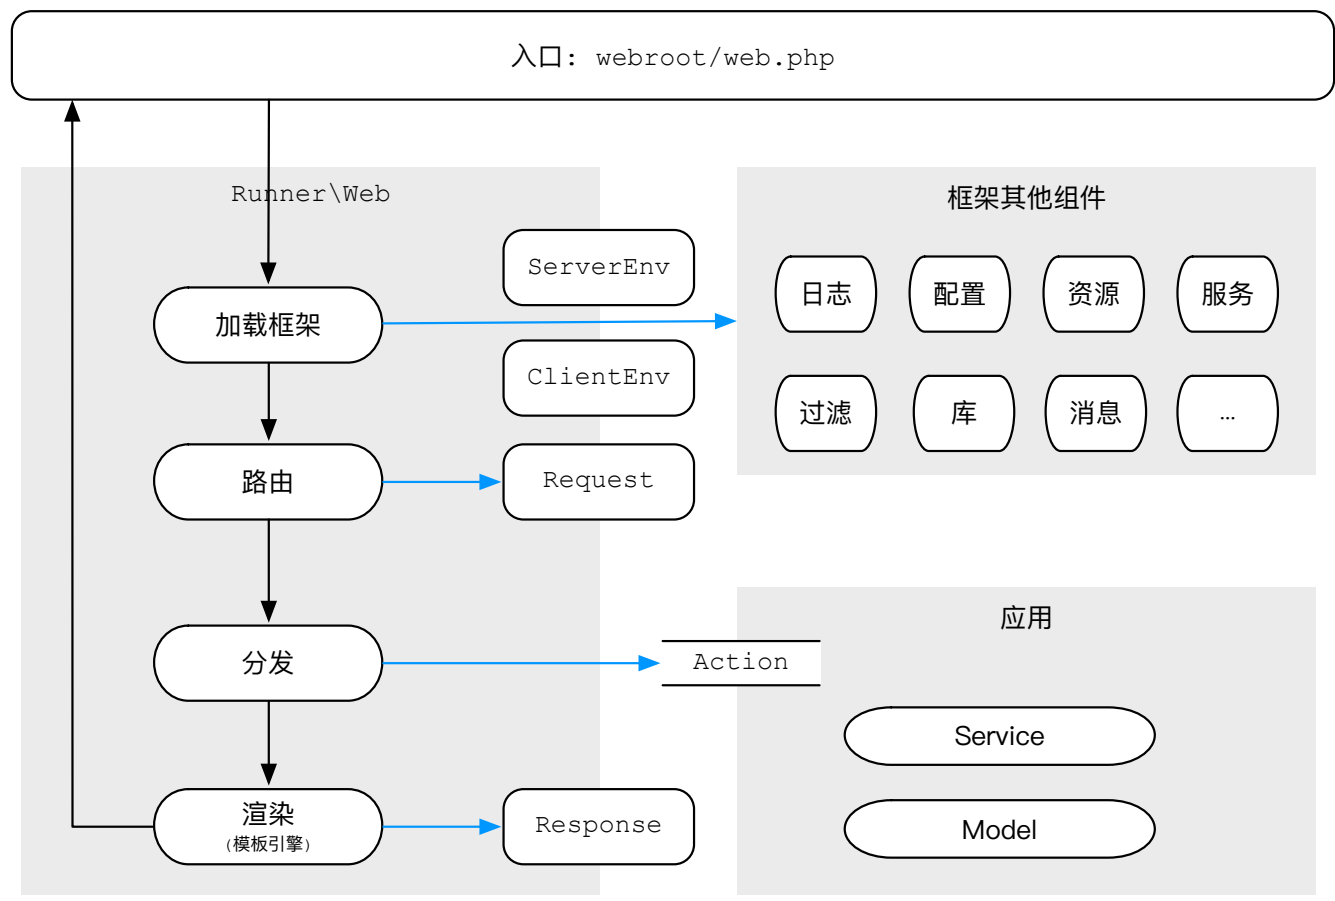 入口: webroot/web.php
Runner\Web
ServerEnv
加载框架
ClientEnv
路由
Request
分发
渲染
(模板引擎)
Response
框架其他组件
日志
配置
资源
服务
过滤
库
消息
…
应用
Action
Service
Model